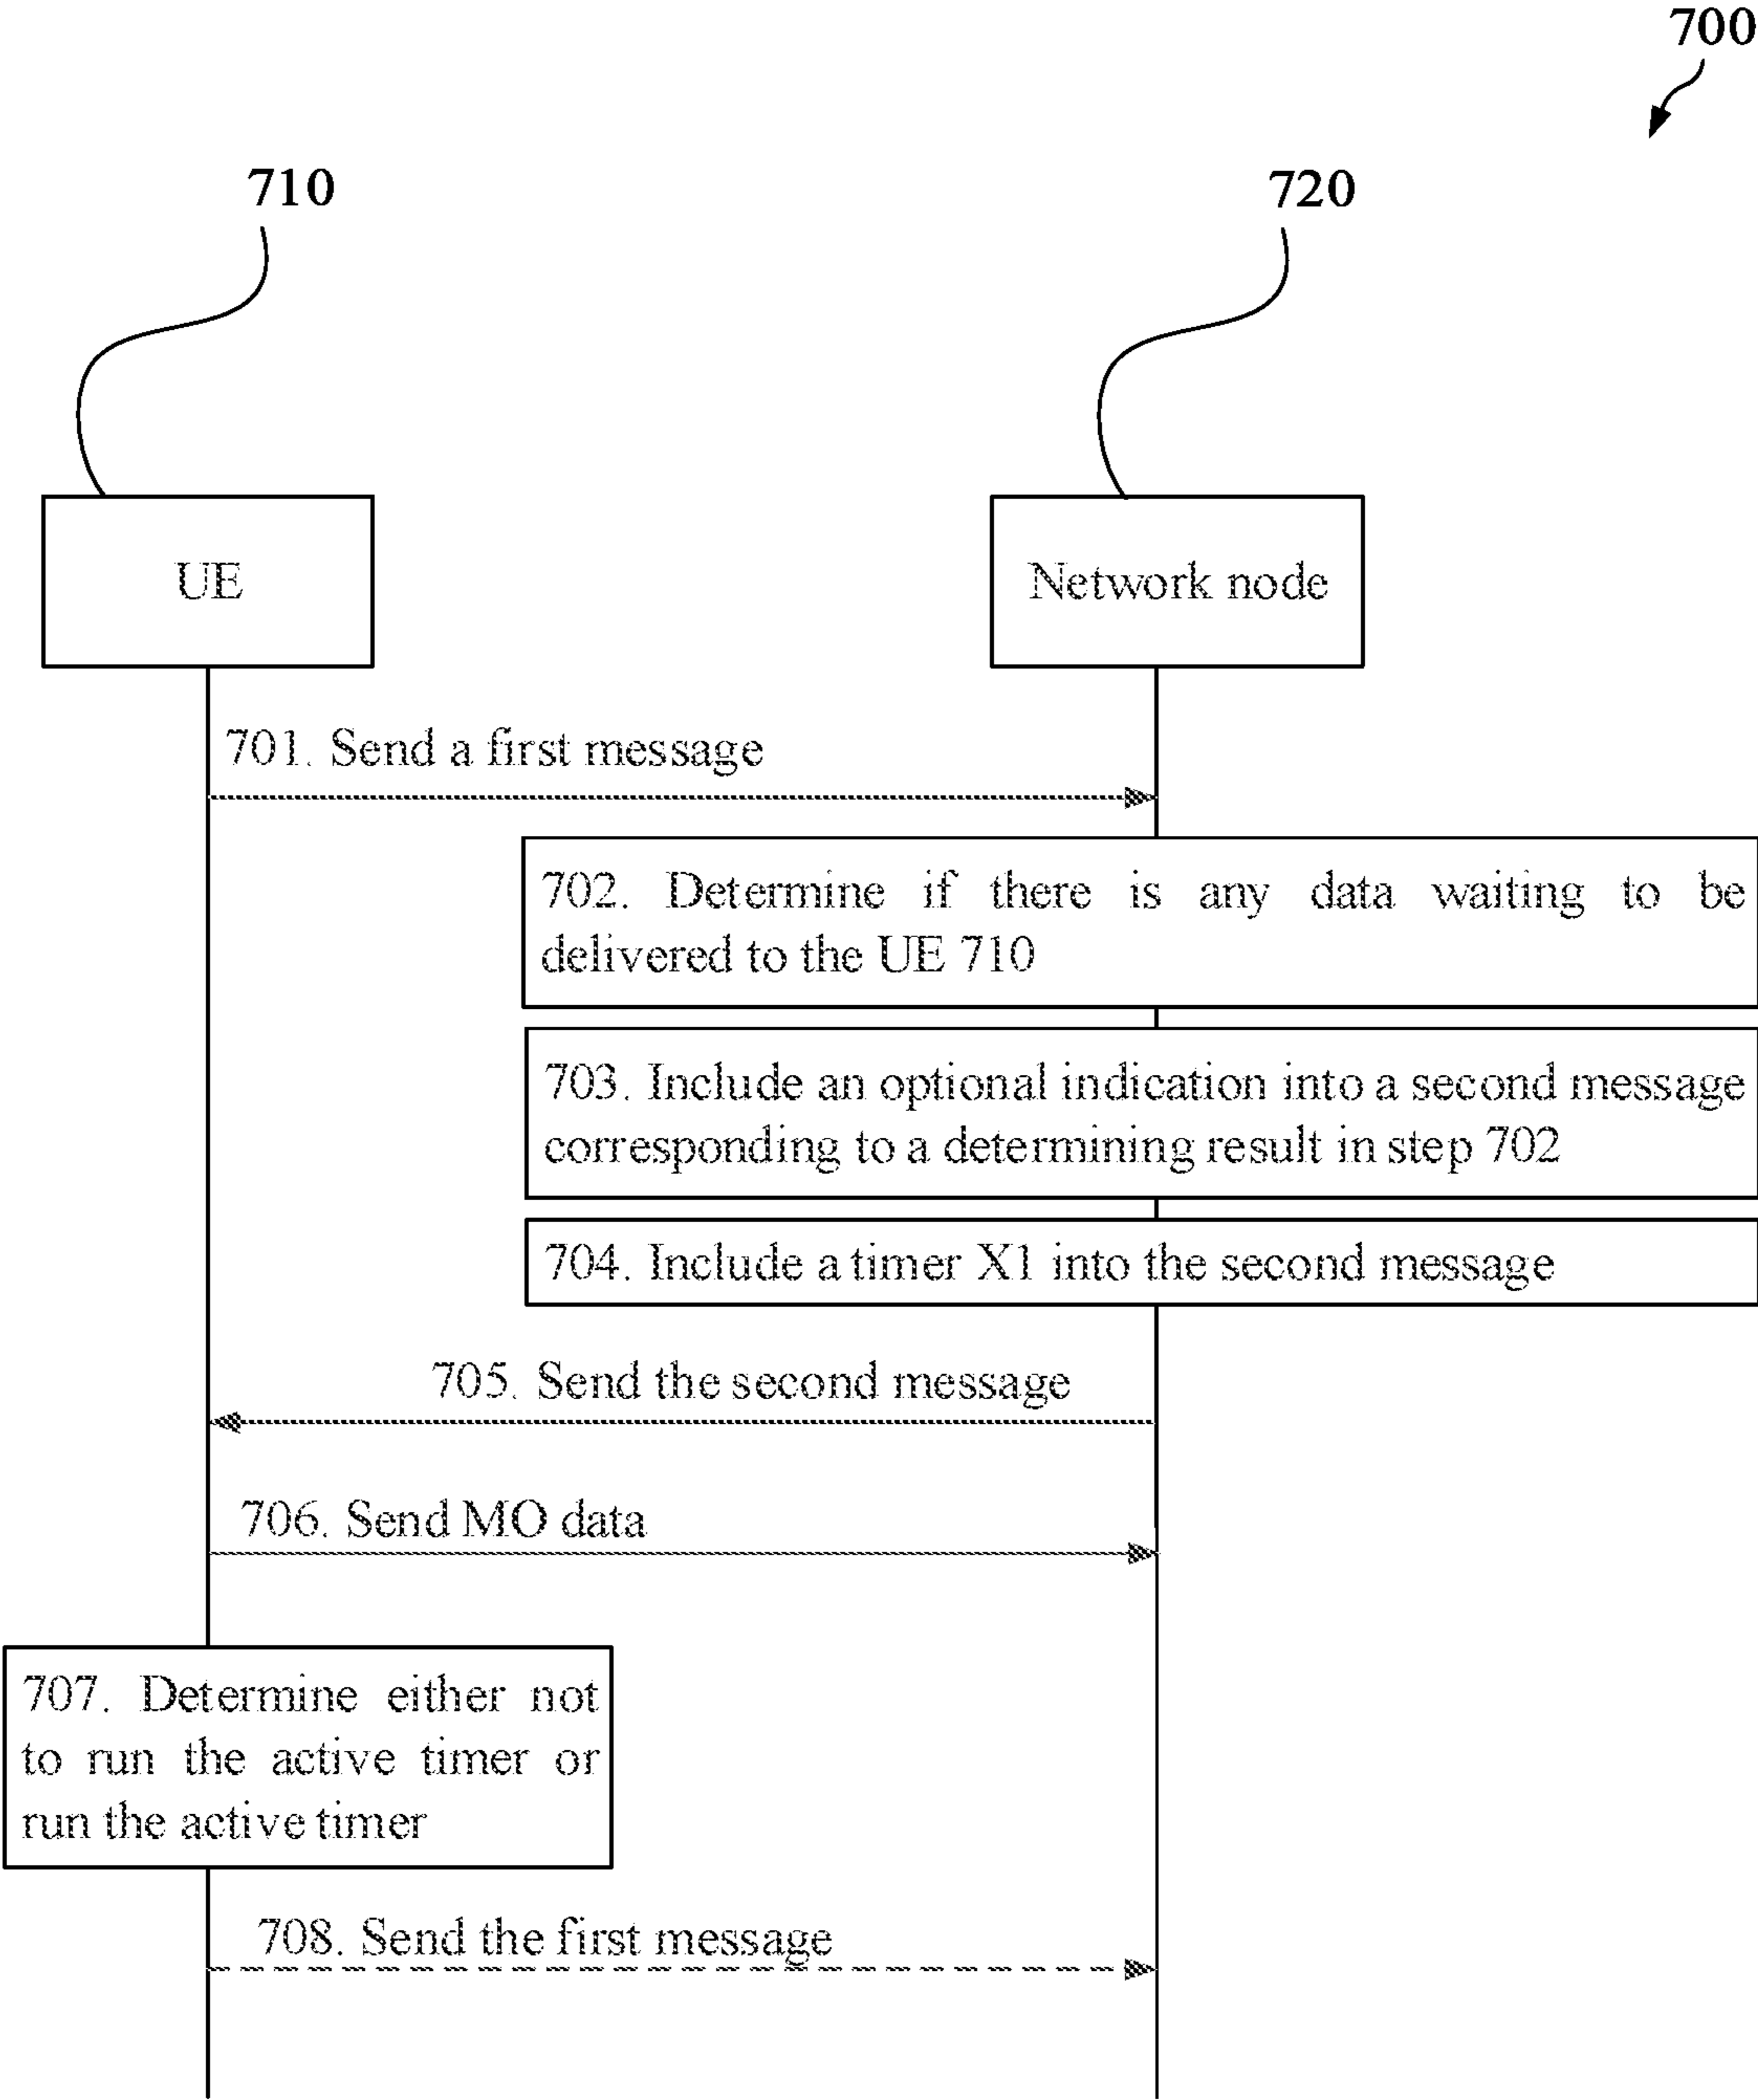 700
710
720
UE
Network node
701. Send a first message
702. Determine if there is any data waiting to be
delivered to the UE 710
703. Include an optional indication into a second message
corresponding to a determining result in step 702
704. Include a timer X1 into the second message
705. Send the second message
706. Send MO data
707. Determine either not
to run the active timer or
run the active timer
708. Send the first message